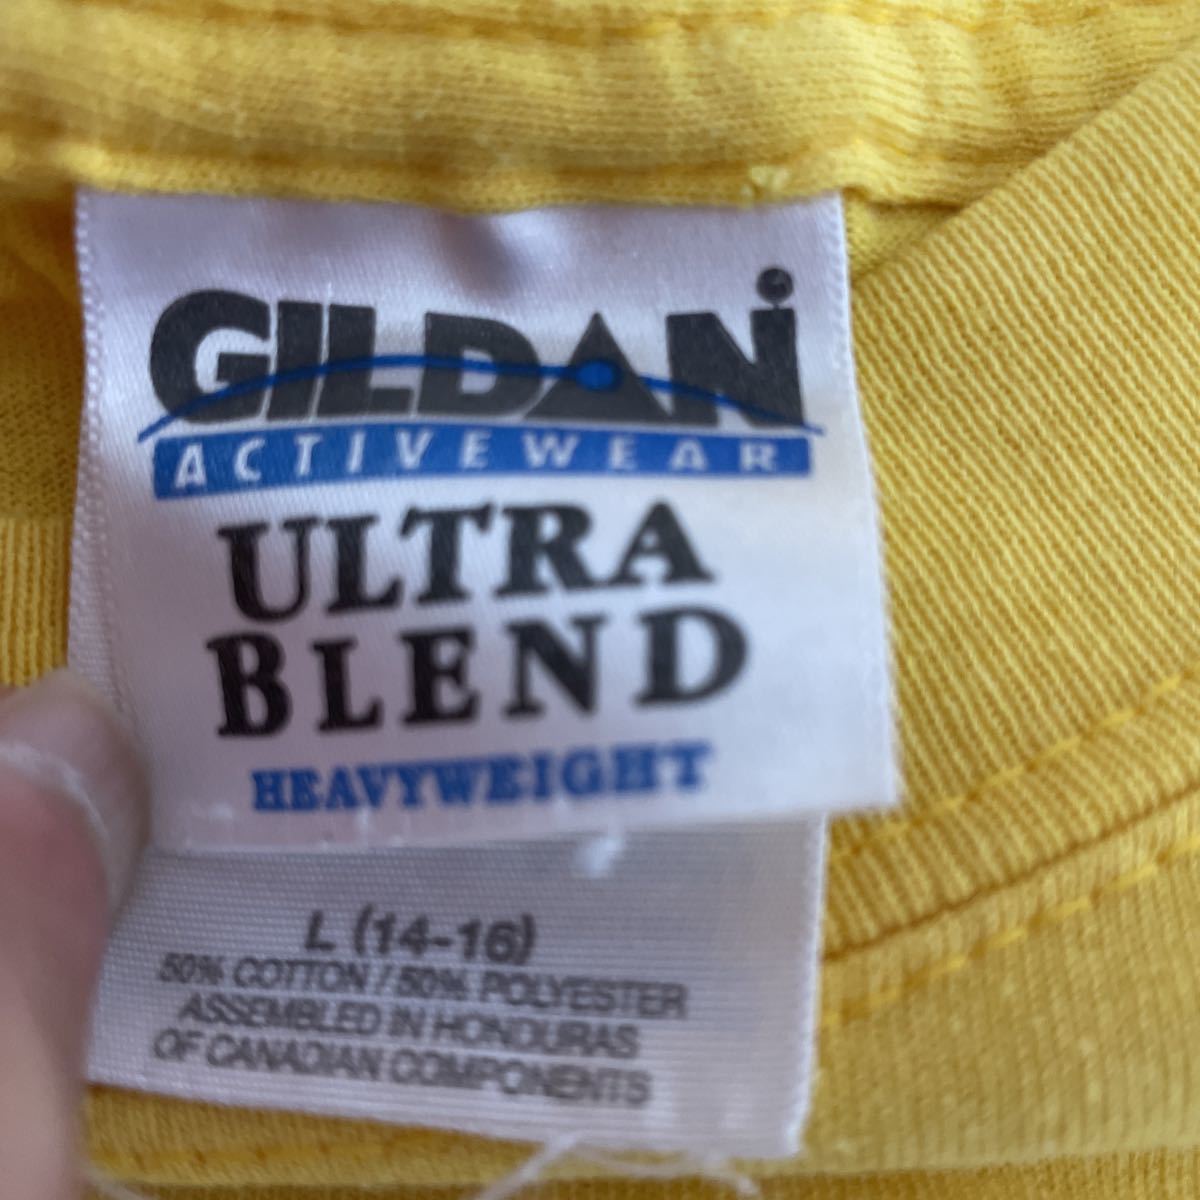 GILDAN
ACTIVEWEAR
ULTRA
BLEND
HEAVYWEIGHT
L (14-16)
50% COTTON / 50% POLYESTER
ASSEMBLED IN HONDURAS
OF CANADIAN COMPONENTS